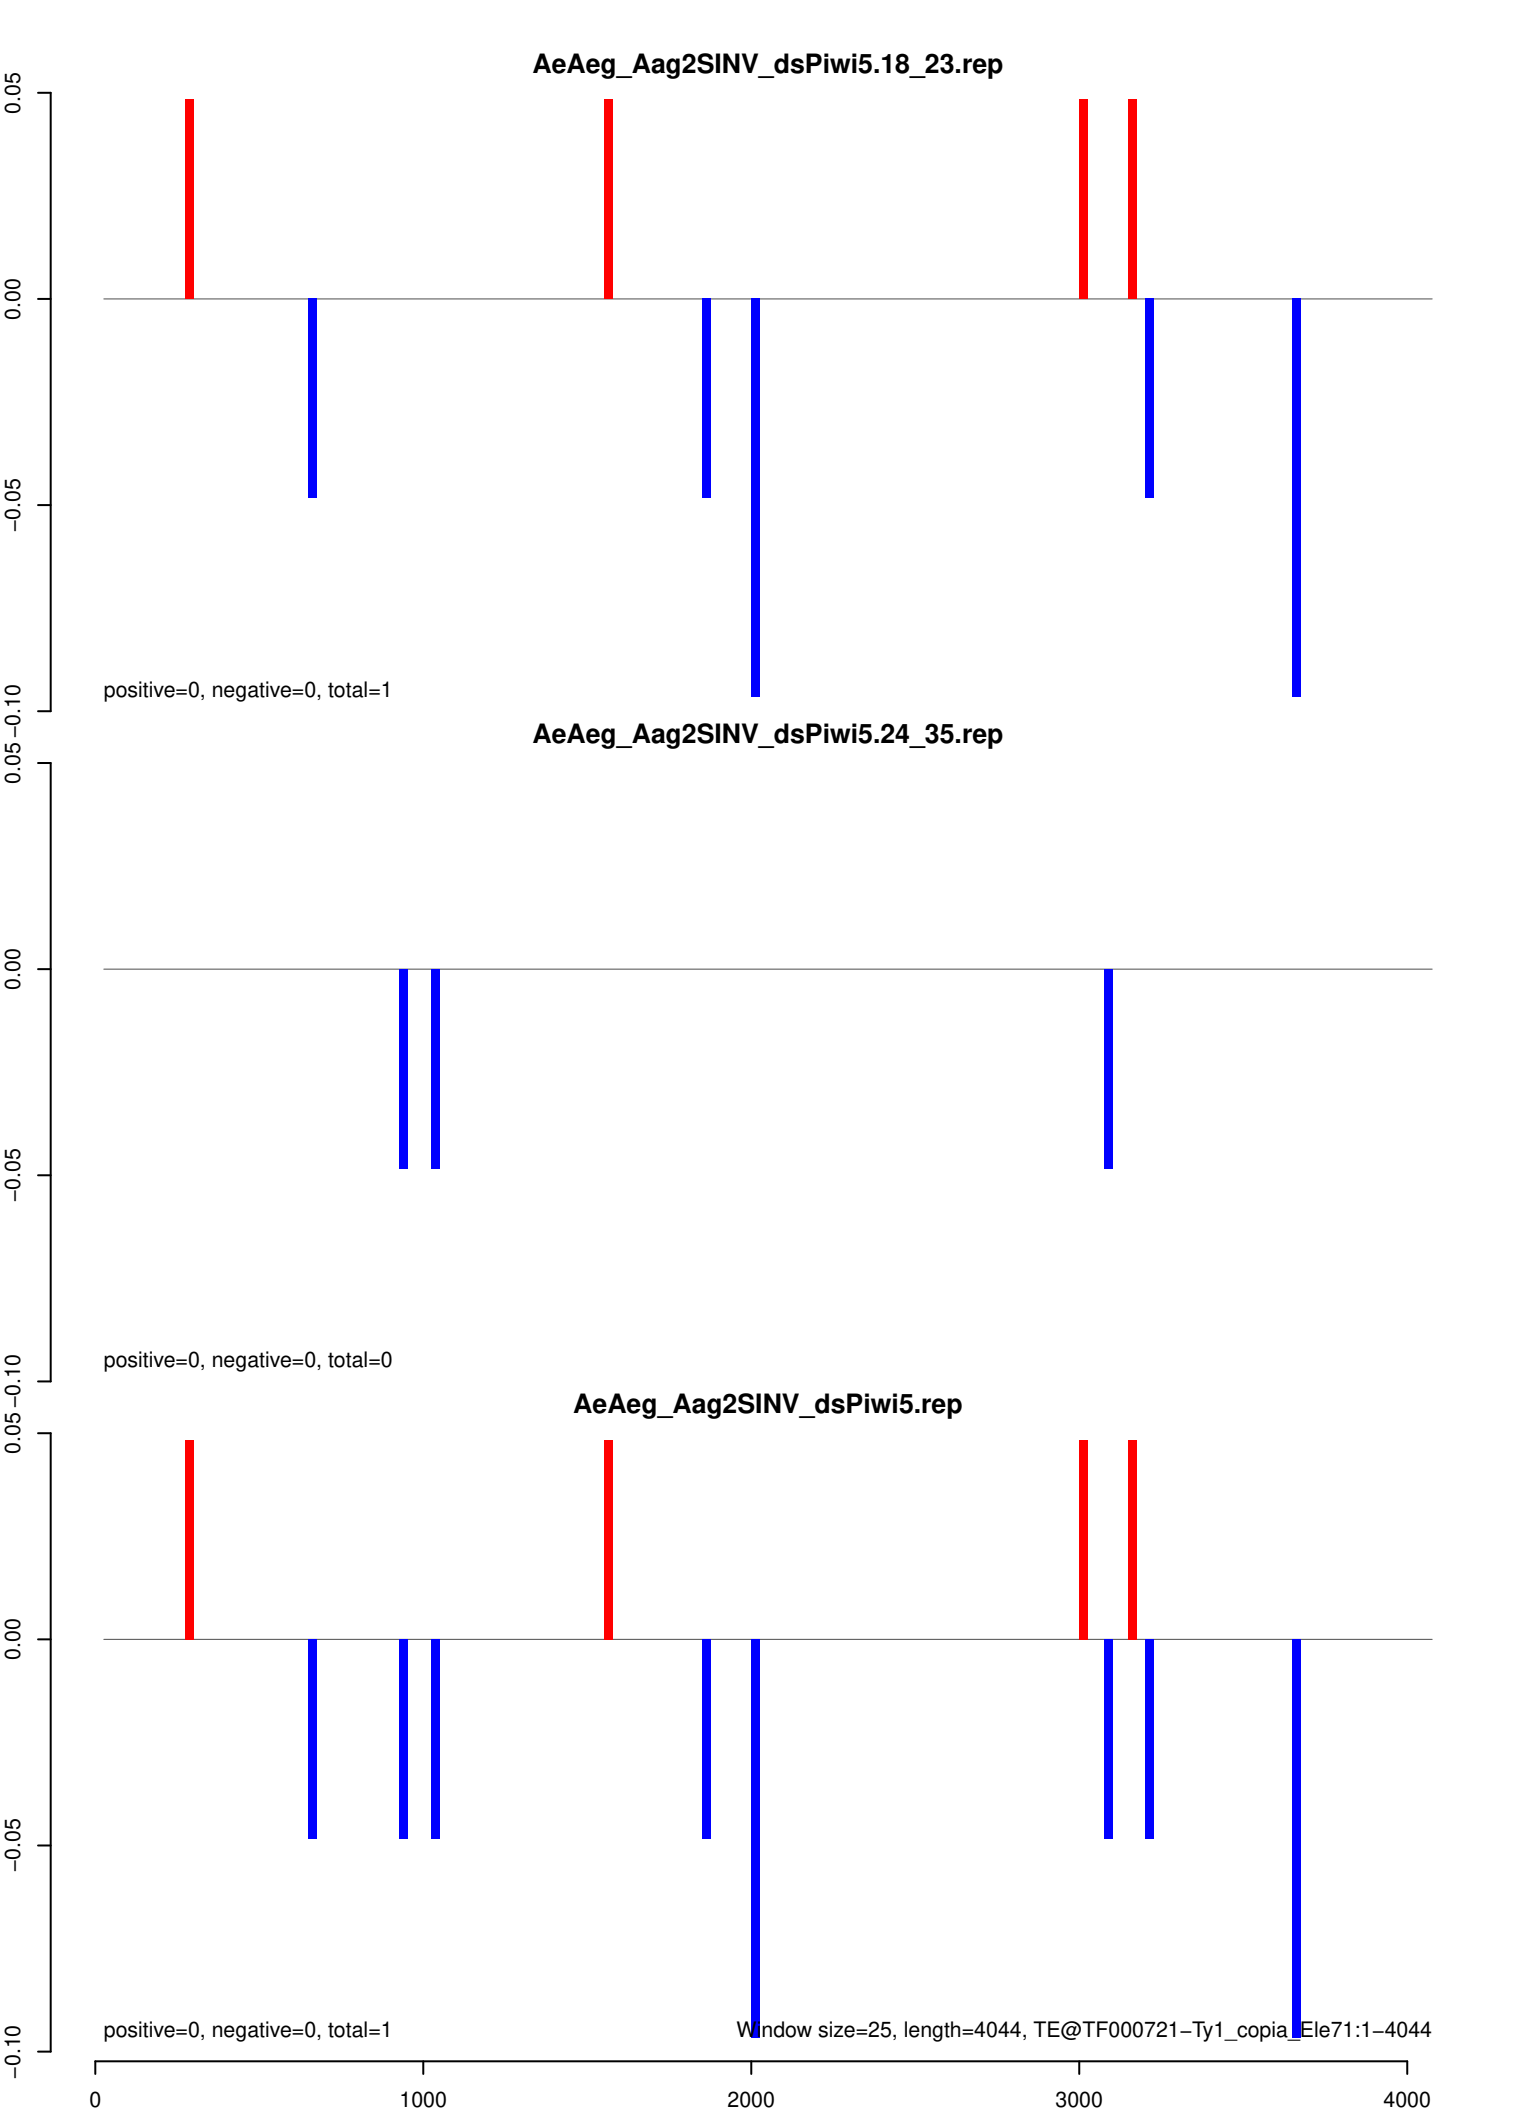 AeAeg_Aag2SINV_dsPiwi5.18_23.rep
0.05
0.00
−0.05
−0.10
positive=0, negative=0, total=1
AeAeg_Aag2SINV_dsPiwi5.24_35.rep
0.05
0.00
−0.05
−0.10
positive=0, negative=0, total=0
AeAeg_Aag2SINV_dsPiwi5.rep
0.05
0.00
−0.05
−0.10
positive=0, negative=0, total=1
Window size=25, length=4044, TE@TF000721−Ty1_copia_Ele71:1−4044
0 1000 2000 3000 4000